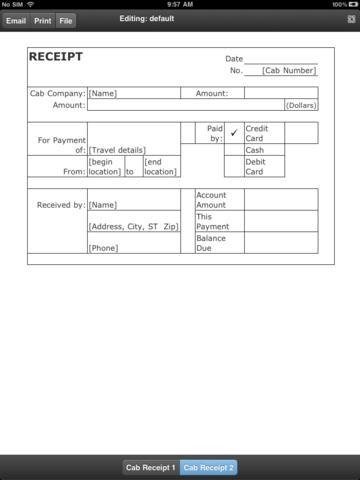 No SIM 9:57 AM 100%
Email Print File Editing: default
RECEIPT Date
No. [Cab Number]
Cab Company: [Name] Amount:
Amount: (Dollars)
Paid by: ✓ Credit Card
For Payment of: [Travel details] Cash
From: [begin location] to [end location] Debit Card
Received by: [Name] Account Amount
[Address, City, ST Zip] This Payment
[Phone] Balance Due
Cab Receipt 1 Cab Receipt 2